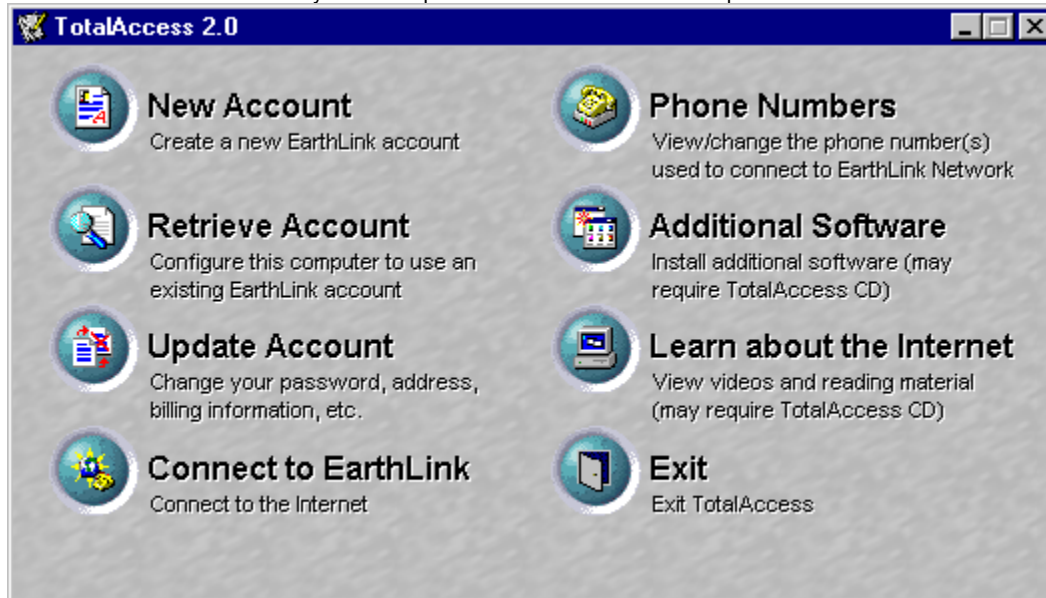 TotalAccess 2.0
New Account
Create a new EarthLink account
Retrieve Account
Configure this computer to use an
existing EarthLink account
Update Account
Change your password, address,
billing information, etc.
Connect to EarthLink
Connect to the Internet
Phone Numbers
View/change the phone number(s)
used to connect to EarthLink Network
Additional Software
Install additional software (may
require TotalAccess CD)
Learn about the Internet
View videos and reading material
(may require TotalAccess CD)
Exit
Exit TotalAccess